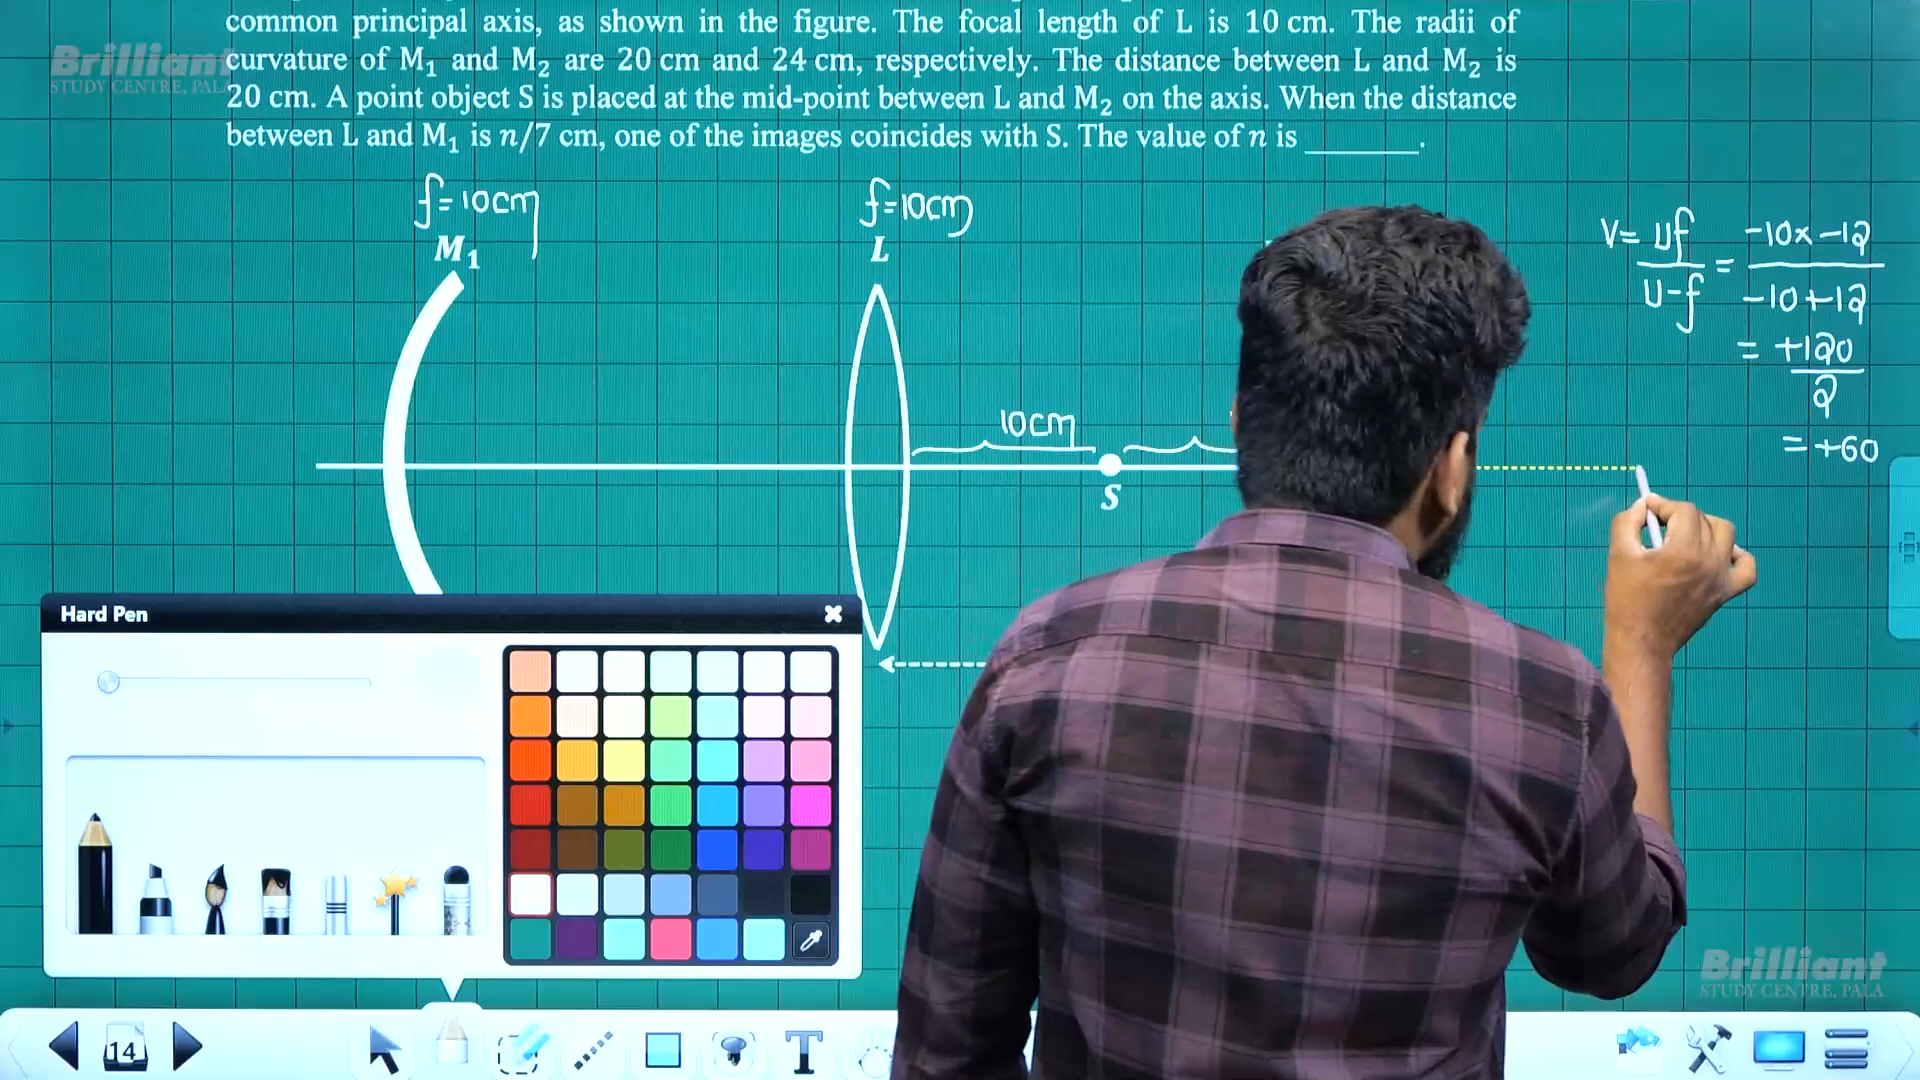 common principal axis, as shown in the figure. The focal length of L is 10 cm. The radii of
Brilliant
STUDY CENTRE, PALA
curvature of M₁ and M₂ are 20 cm and 24 cm, respectively. The distance between L and M₂ is
20 cm. A point object S is placed at the mid-point between L and M₂ on the axis. When the distance
between L and M₁ is n/7 cm, one of the images coincides with S. The value of n is ________.
f=10cm
M₁
f=10cm
L
V= uf/u-f = -10x-12/-10+12
= +120/2
= +60
10cm
S
Hard Pen
Brilliant
STUDY CENTRE, PALA
14
T